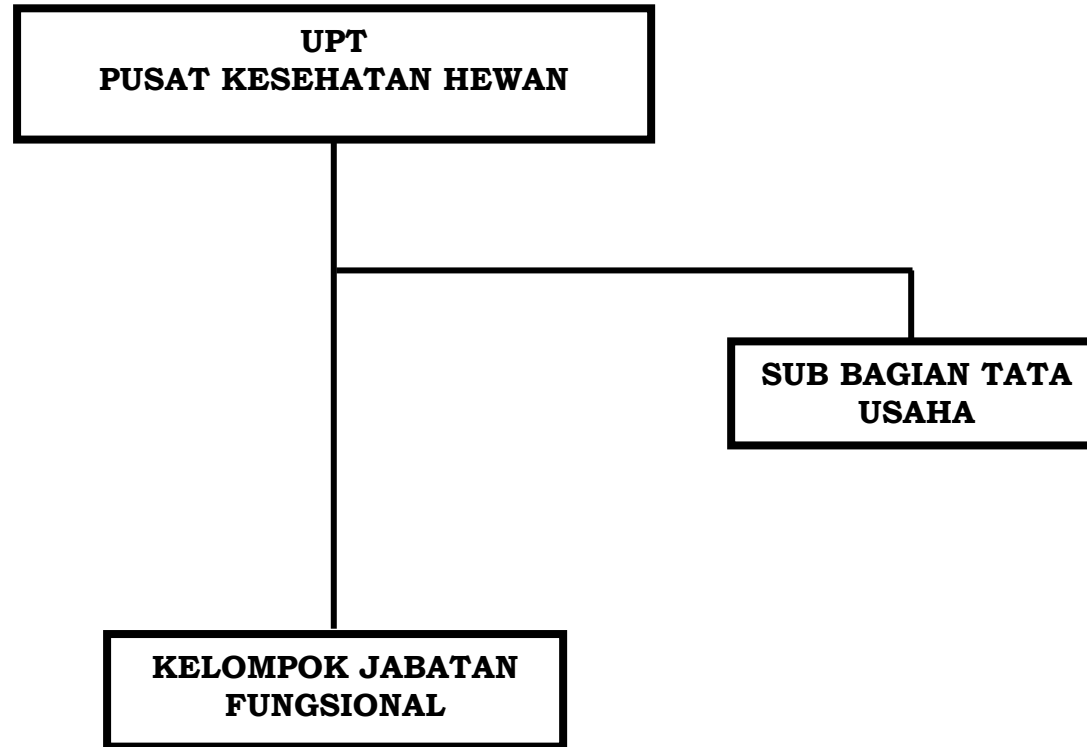 UPT
PUSAT KESEHATAN HEWAN
SUB BAGIAN TATA
USAHA
KELOMPOK JABATAN
FUNGSIONAL